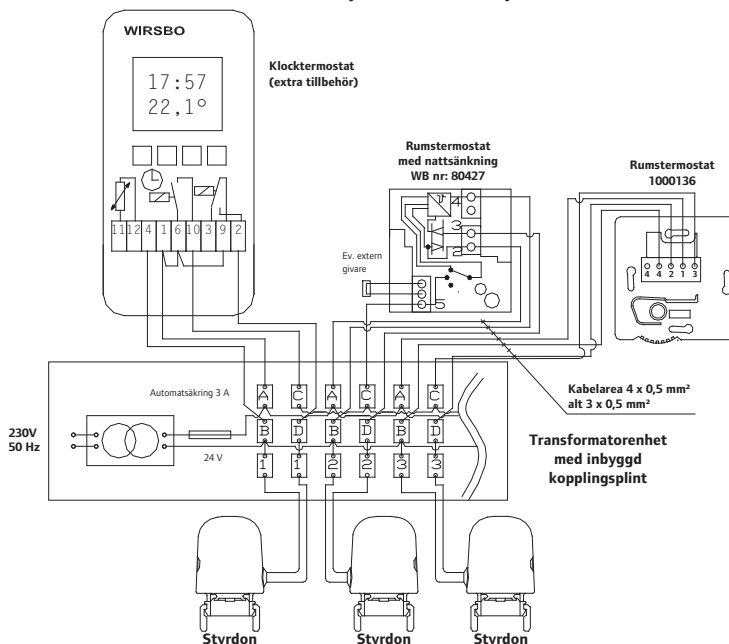 WIRSBO
17:57
22,1°
Klocktermostat
(extra tillbehör)
11 12 4 1 6 10 3 9 2
Rumstermostat
med nattsänkning
WB nr: 80427
4
3
2
5
Ev. extern
givare
Rumstermostat
1000136
4 4 2 1 3
Automatsäkring 3 A
A C A C A C
B D B D B D
1 1 2 2 3 3
230V
50 Hz
24 V
Kabelarea 4 x 0,5 mm²
alt 3 x 0,5 mm²
Transformatorenhet
med inbyggd
kopplingsplint
Styrdon Styrdon Styrdon